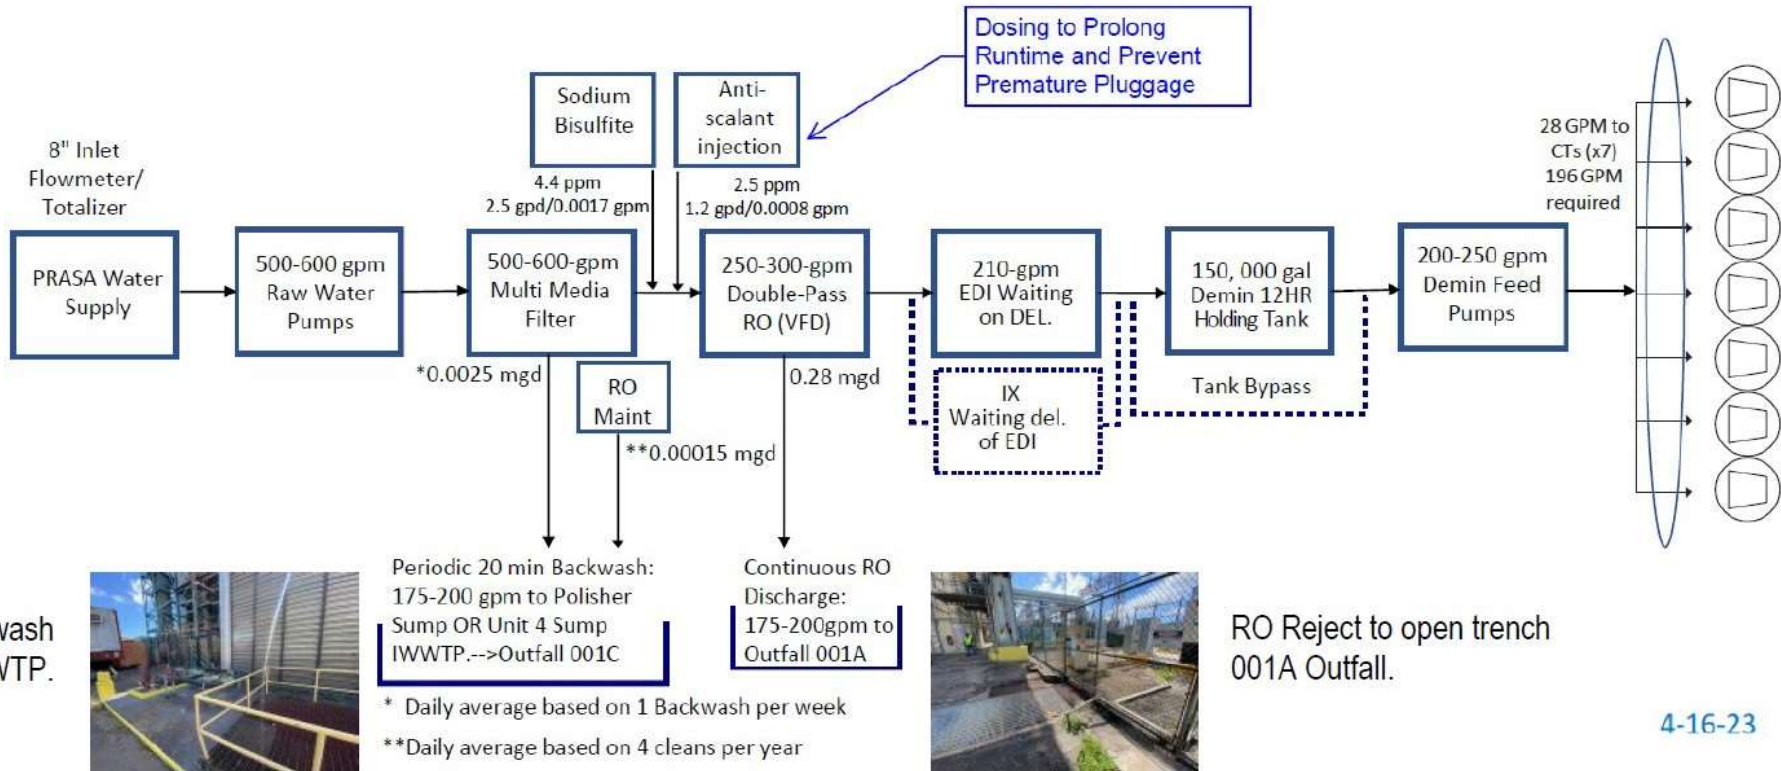 Dosing to Prolong
Runtime and Prevent
Premature Pluggage
Sodium
Bisulfite
Anti-
scalant
injection
8" Inlet
Flowmeter/
Totalizer
4.4 ppm
2.5 gpd/0.0017 gpm
2.5 ppm
1.2 gpd/0.0008 gpm
28 GPM to
CTs (x7)
196 GPM
required
PRASA Water
Supply
500-600 gpm
Raw Water
Pumps
500-600-gpm
Multi Media
Filter
250-300-gpm
Double-Pass
RO (VFD)
210-gpm
EDI Waiting
on DEL.
150, 000 gal
Demin 12HR
Holding Tank
200-250 gpm
Demin Feed
Pumps
*0.0025 mgd
RO
Maint
**0.00015 mgd
0.28 mgd
IX
Waiting del.
of EDI
Tank Bypass
Periodic 20 min Backwash:
175-200 gpm to Polisher
Sump OR Unit 4 Sump
IWWTP.-->Outfall 001C
Continuous RO
Discharge:
175-200gpm to
Outfall 001A
RO Reject to open trench
001A Outfall.
* Daily average based on 1 Backwash per week
**Daily average based on 4 cleans per year
4-16-23